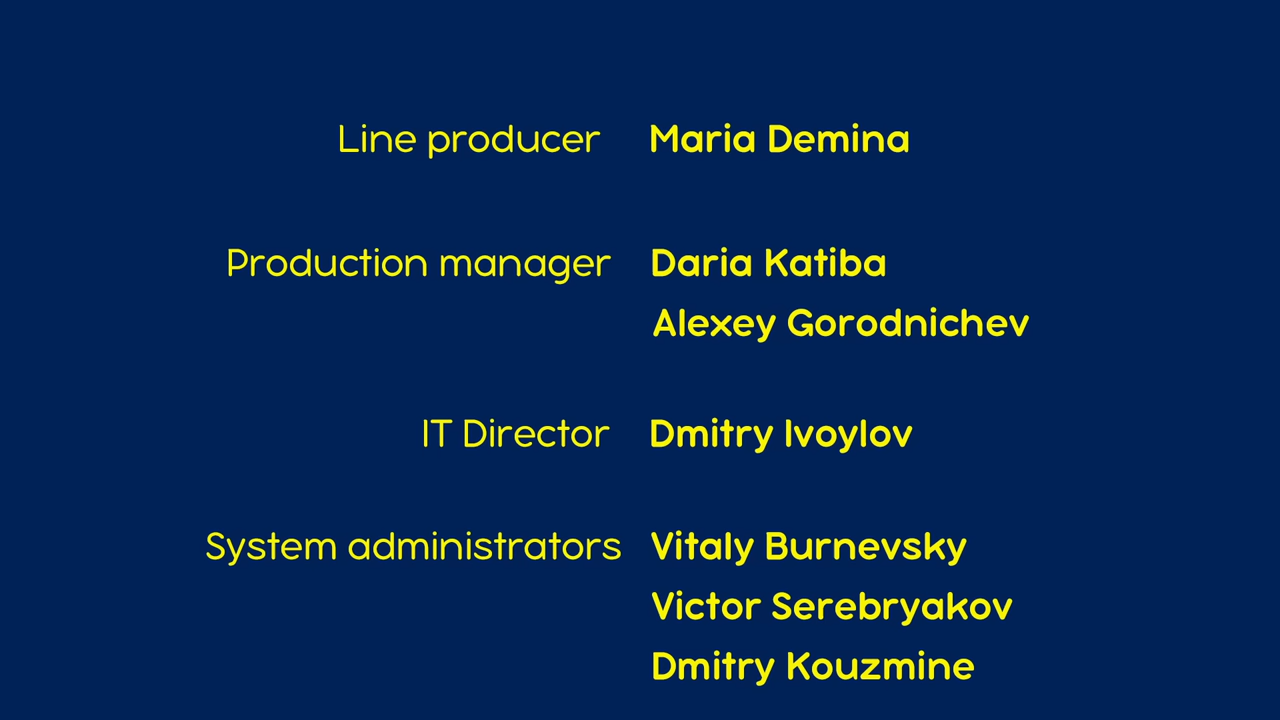 Line producer Maria Demina
Production manager Daria Katiba
Alexey Gorodnichev
IT Director Dmitry Ivoylov
System administrators Vitaly Burnevsky
Victor Serebryakov
Dmitry Kouzmine